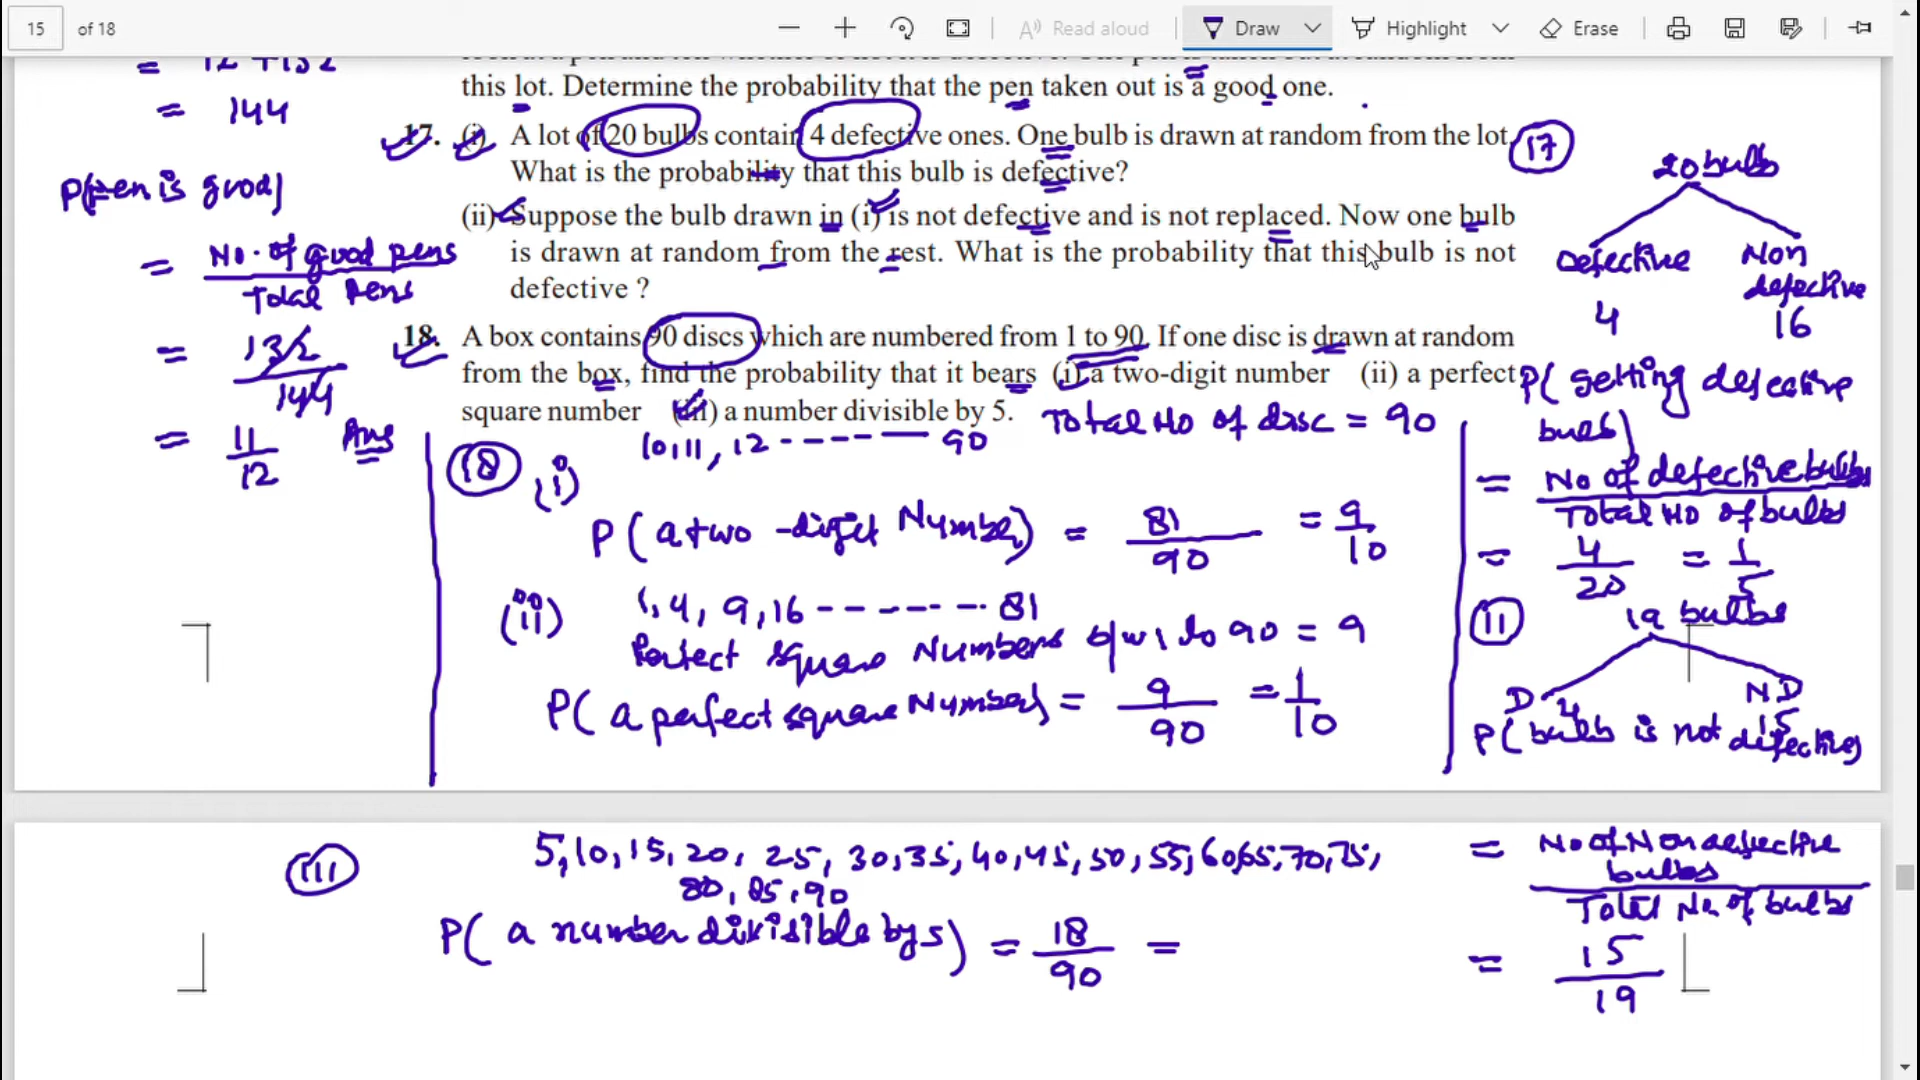 15 of 18 Read aloud Draw Highlight Erase
this lot. Determine the probability that the pen taken out is a good one.
17. (i) A lot of 20 bulbs contain 4 defective ones. One bulb is drawn at random from the lot.
What is the probability that this bulb is defective?
(ii) Suppose the bulb drawn in (i) is not defective and is not replaced. Now one bulb
is drawn at random from the rest. What is the probability that this bulb is not
defective ?
18. A box contains 90 discs which are numbered from 1 to 90. If one disc is drawn at random
from the box, find the probability that it bears (i) a two-digit number (ii) a perfect
square number (iii) a number divisible by 5.
= 144
P(Pen is good)
= No. of good pens
Total Pens
= 132
144
= 11
12 Ans
Total No of disc = 90
18 (i) 10, 11, 12 ------ 90
P( a two-digit Number) = 81
90 = 9
10
(ii) 1, 4, 9, 16 ------- 81
Perfect square Numbers b/w 1 to 90 = 9
P( a perfect square Number) = 9
90 = 1
10
III 5, 10, 15, 20, 25, 30, 35, 40, 45, 50, 55, 60, 65, 70, 75,
80, 85, 90
P( a number divisible by 5) = 18
90 =
17 20 bulbs
Defective Non
defective
4 16
P( getting defective
bulb)
= No of defective bulbs
Total No of bulbs
= 4
20 = 1
5
11 19 bulbs
D ND
4 15
P( bulb is not defective)
= No of Non defective
bulbs
Total No. of bulbs
= 15
19